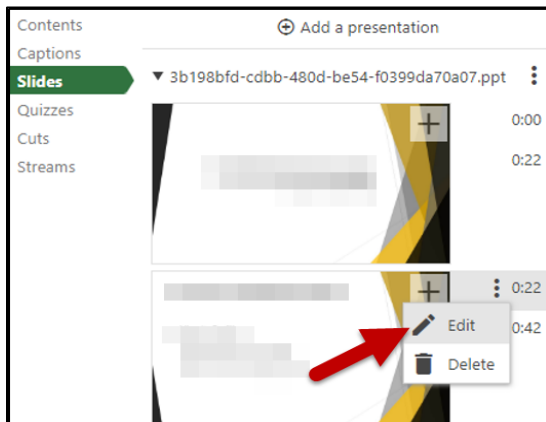 Contents
Captions
Slides
Quizzes
Cuts
Streams
Add a presentation
3b198bfd-cdbb-480d-be54-f0399da70a07.ppt
0:00
0:22
0:22
0:42
Edit
Delete